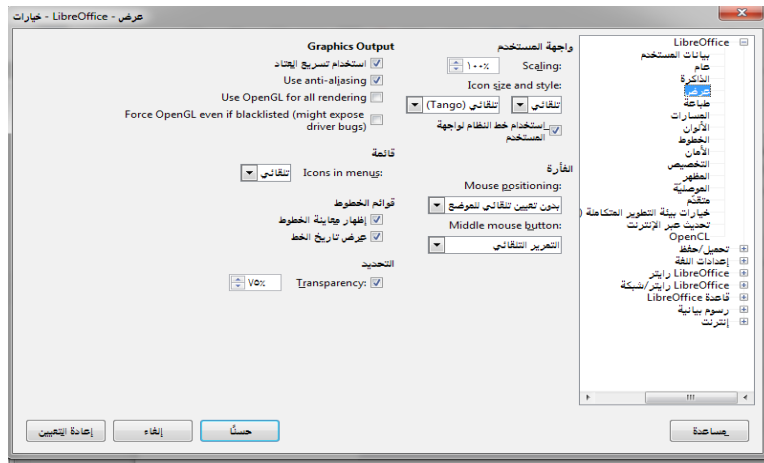 عرض - LibreOffice - خيارات
LibreOffice
بيانات المستخدم
عام
الذاكرة
عرض
طباعة
المسارات
الألوان
الخطوط
الأمان
التخصيص
المظهر
الموصليّة
متقدّم
خيارات بيئة التطوير المتكاملة (
تحديث عبر الإنترنت
OpenCL
تحميل/حفظ
إعدادات اللغة
LibreOffice رايتر
LibreOffice رايتر/شبكة
قاعدة LibreOffice
رسوم بيانية
إنترنت
واجهة المستخدم
Scaling:
١٠٠٪
Icon size and style:
تلقائي
تلقائي (Tango)
إستخدام خط النظام لواجهة
المستخدم
الفأرة
Mouse positioning:
بدون تعيين تلقائي للموضع
Middle mouse button:
التمرير التلقائي
Graphics Output
استخدام تسريع العتاد
Use anti-aliasing
Use OpenGL for all rendering
Force OpenGL even if blacklisted (might expose
driver bugs)
قائمة
Icons in menus:
تلقائي
قوائم الخطوط
إظهار معاينة الخطوط
عرض تاريخ الخط
التحديد
Transparency:
٧٥٪
مساعدة
حسنًا
إلغاء
إعادة التعيين